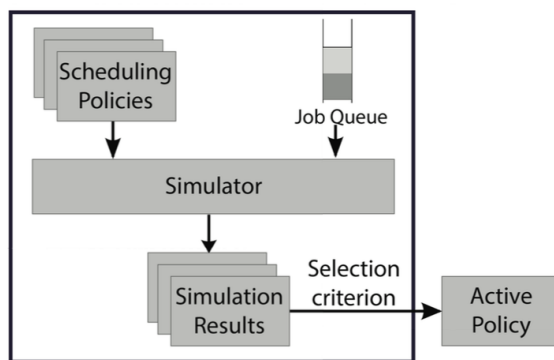 Scheduling
Policies
Job Queue
Simulator
Simulation
Results
Selection
criterion
Active
Policy